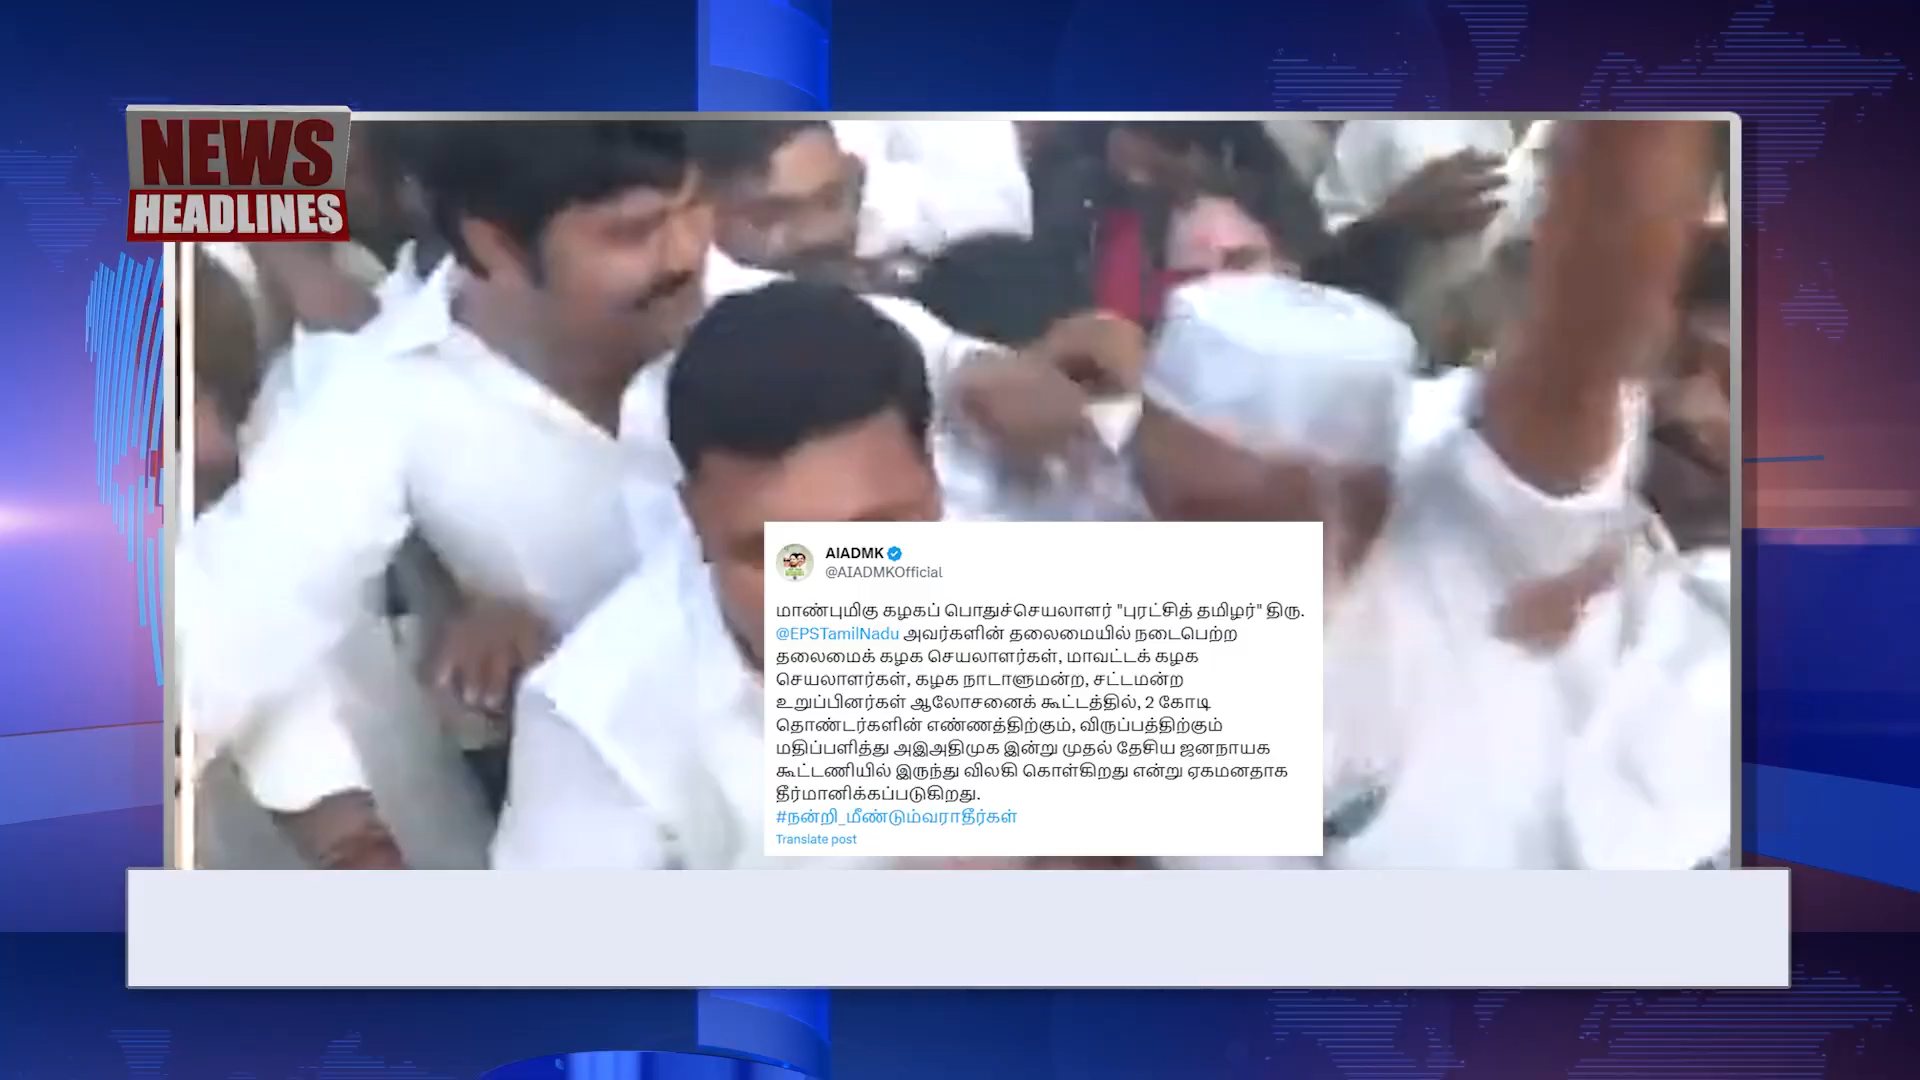 NEWS
HEADLINES
AIADMK
@AIADMKOfficial
மாண்புமிகு கழகப் பொதுச்செயலாளர் "புரட்சித் தமிழர்" திரு.
@EPSTamilNadu அவர்களின் தலைமையில் நடைபெற்ற
தலைமைக் கழக செயலாளர்கள், மாவட்டக் கழக
செயலாளர்கள், கழக நாடாளுமன்ற, சட்டமன்ற
உறுப்பினர்கள் ஆலோசனைக் கூட்டத்தில், 2 கோடி
தொண்டர்களின் எண்ணத்திற்கும், விருப்பத்திற்கும்
மதிப்பளித்து அஇஅதிமுக இன்று முதல் தேசிய ஜனநாயக
கூட்டணியில் இருந்து விலகி கொள்கிறது என்று ஏகமனதாக
தீர்மானிக்கப்படுகிறது.
#நன்றி_மீண்டும்வராதீர்கள்
Translate post